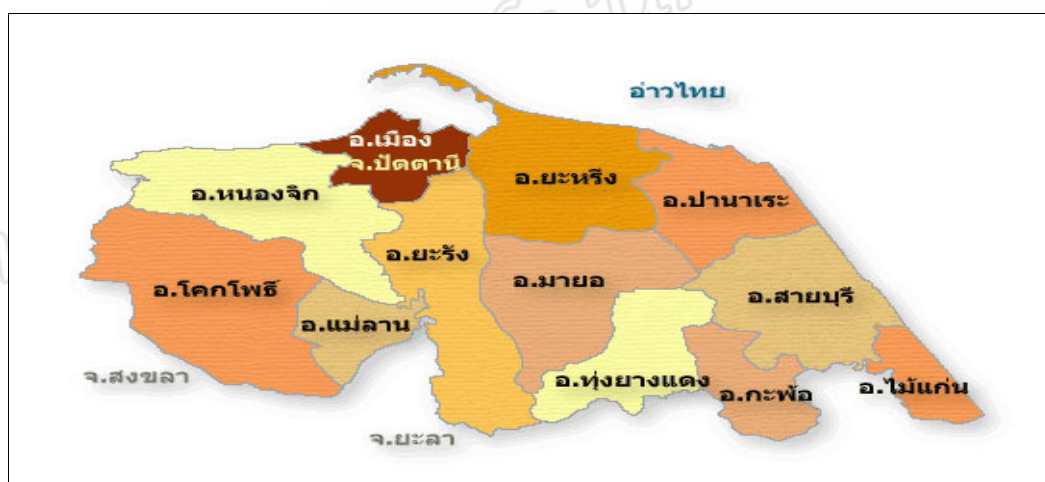 อ่าวไทย
อ.เมือง
จ.ปัตตานี
อ.หนองจิก
อ.ยะหริ่ง
อ.ปานาเระ
อ.ยะรัง
อ.โคกโพธิ์
อ.มายอ
อ.สายบุรี
อ.แม่ลาน
จ.สงขลา
อ.ทุ่งยางแดง
อ.กะพ้อ
อ.ไม้แก่น
จ.ยะลา